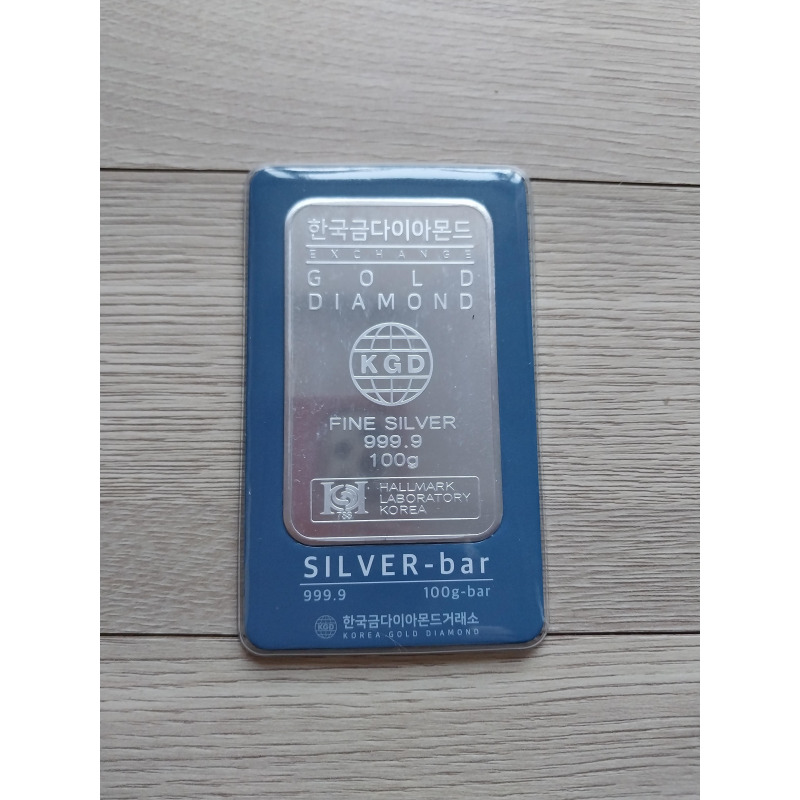 한국금다이아몬드
EXCHANGE
GOLD
DIAMOND
KGD
FINE SILVER
999.9
100g
HALLMARK
LABORATORY
KOREA
788
SILVER-bar
999.9 100g-bar
KGD 한국금다이아몬드거래소
KOREA GOLD DIAMOND